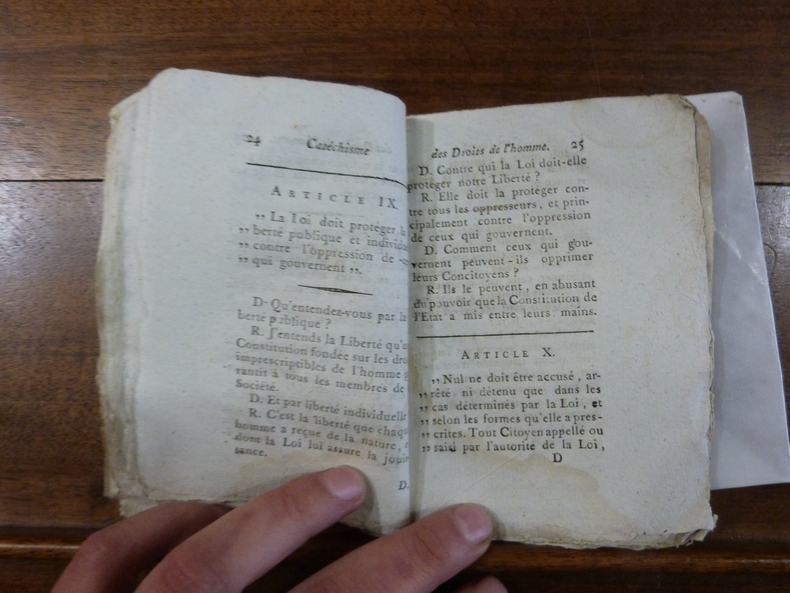 24 Catéchisme
ARTICLE IX.
„ La Loi doit protéger la
„ berté publique et individu
„ contre l'oppression de
„ qui gouvernent „.
D. Qu'entendez-vous par la
berté publique ?
R. J'entends la Liberté qu'u
Constitution fondée sur les dro
imprescriptibles de l'homme
rantit à tous les membres de
Société.
D. Et par liberté individuelle
R. C'est la liberté que chaq
homme a reçue de la nature,
dont la Loi lui assure la joui
sance.
D.
des Droits de l'homme. 25
D. Contre qui la Loi doit-elle
protéger notre Liberté ?
R. Elle doit la protéger con-
tre tous les oppresseurs, et prin-
cipalement contre l'oppression
de ceux qui gouvernent.
D. Comment ceux qui gou-
vernent peuvent-ils opprimer
leurs Concitoyens ?
R. Ils le peuvent, en abusant
du pouvoir que la Constitution de
l'Etat a mis entre leurs mains.
ARTICLE X.
„ Nul ne doit être accusé, ar-
„ rêté ni détenu que dans les
„ cas déterminés par la Loi, et
„ selon les formes qu'elle a pres-
„ crites. Tout Citoyen appellé ou
„ saisi par l'autorité de la Loi,
D